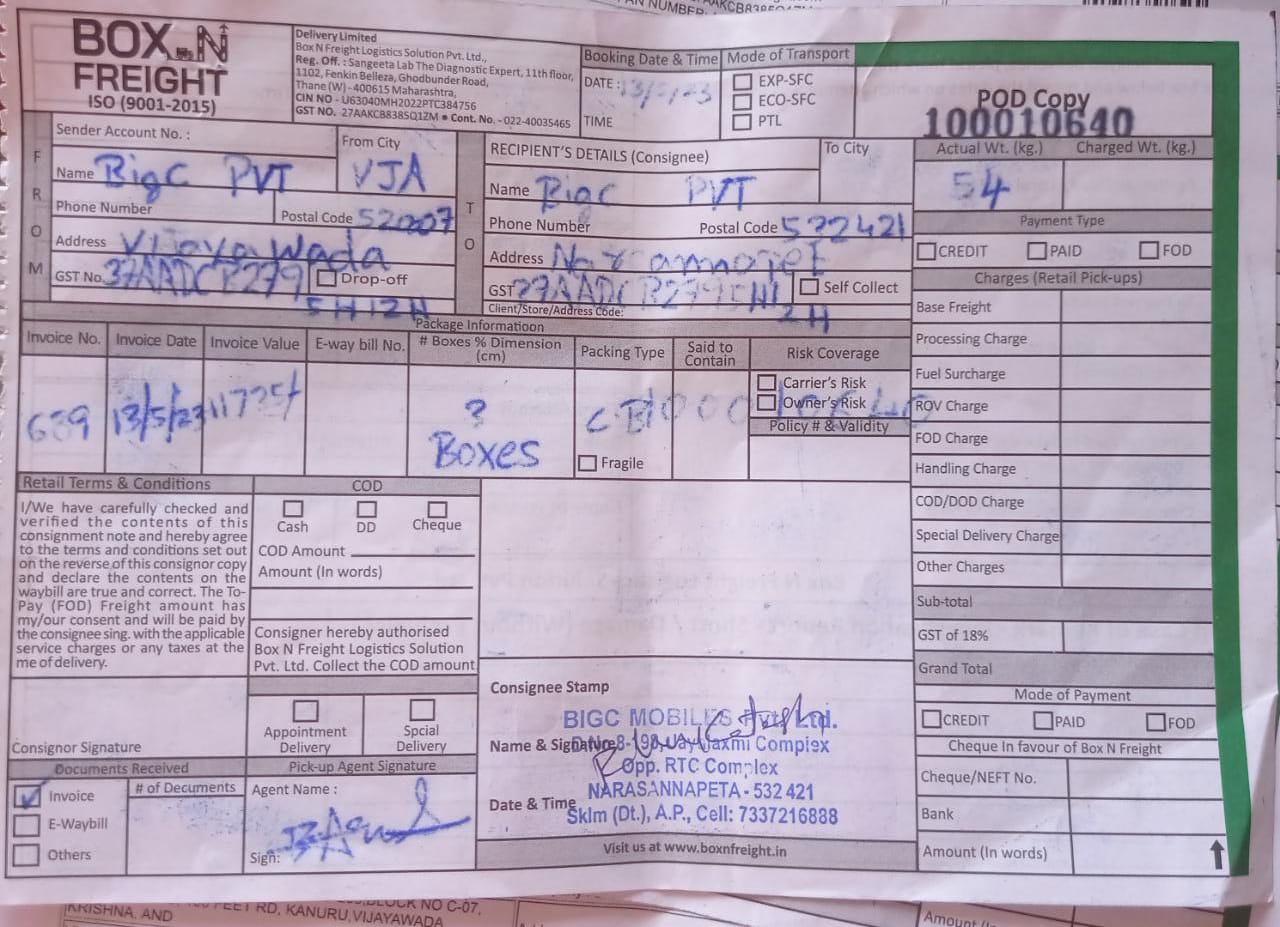 BOX N
FREIGHT
ISO (9001-2015)
Delivery Limited
Box N Freight Logistics Solution Pvt. Ltd.,
Reg. Off. : Sangeeta Lab The Diagnostic Expert, 11th floor,
1102, Fenkin Belleza, Ghodbunder Road,
Thane (W) - 400615 Maharashtra,
CIN NO - U63040MH2022PTC384756
GST NO. 27AAKCB8385Q1ZM • Cont. No. -022-40035465
Booking Date & Time
DATE : 13/5/23
TIME
Mode of Transport
EXP-SFC
ECO-SFC
PTL
POD Copy
100010640
FROM
Sender Account No. :
Name BigC PVT
From City
VJA
Phone Number
Postal Code 520007
Address Vijayawada
GST No. 37AADCB279
5H1ZH
Drop-off
TO
RECIPIENT'S DETAILS (Consignee)
To City
Name BigC PVT
Phone Number
Postal Code 532421
Address
GST 37AADCB2795H1
ZH
Self Collect
Client/Store/Address Code:
Actual Wt. (kg.)
54
Charged Wt. (kg.)
Payment Type
CREDIT
PAID
FOD
Charges (Retail Pick-ups)
Base Freight
Processing Charge
Fuel Surcharge
ROV Charge
FOD Charge
Handling Charge
COD/DOD Charge
Special Delivery Charge
Other Charges
Sub-total
GST of 18%
Grand Total
Package Informatioon
Invoice No.
Invoice Date
Invoice Value
E-way bill No.
# Boxes % Dimension
(cm)
Packing Type
Said to
Contain
Risk Coverage
639
13/5/23
Boxes
CB
Fragile
Carrier's Risk
Owner's Risk
100010640
Policy # & Validity
Retail Terms & Conditions
I/We have carefully checked and
verified the contents of this
consignment note and hereby agree
to the terms and conditions set out
on the reverse of this consignor copy
and declare the contents on the
waybill are true and correct. The To-
Pay (FOD) Freight amount has
my/our consent and will be paid by
the consignee sing. with the applicable
service charges or any taxes at the
me of delivery.
COD
Cash
DD
Cheque
COD Amount
Amount (In words)
Consigner hereby authorised
Box N Freight Logistics Solution
Pvt. Ltd. Collect the COD amount
Consignor Signature
Appointment
Delivery
Spcial
Delivery
Documents Received
Invoice
E-Waybill
Others
# of Documents
Pick-up Agent Signature
Agent Name :
Sign:
Consignee Stamp
Name & Signature
Date & Time
BIGC MOBILES Pvt. Ltd.
Opp. RTC Complex
NARASANNAPETA - 532 421
Sklm (Dt.), A.P., Cell: 7337216888
Visit us at www.boxnfreight.in
Mode of Payment
CREDIT
PAID
FOD
Cheque In favour of Box N Freight
Cheque/NEFT No.
Bank
Amount (In words)
KRISHNA, AND
FEET RD, KANURU,VIJAYAWADA
BLOCK NO C-07,